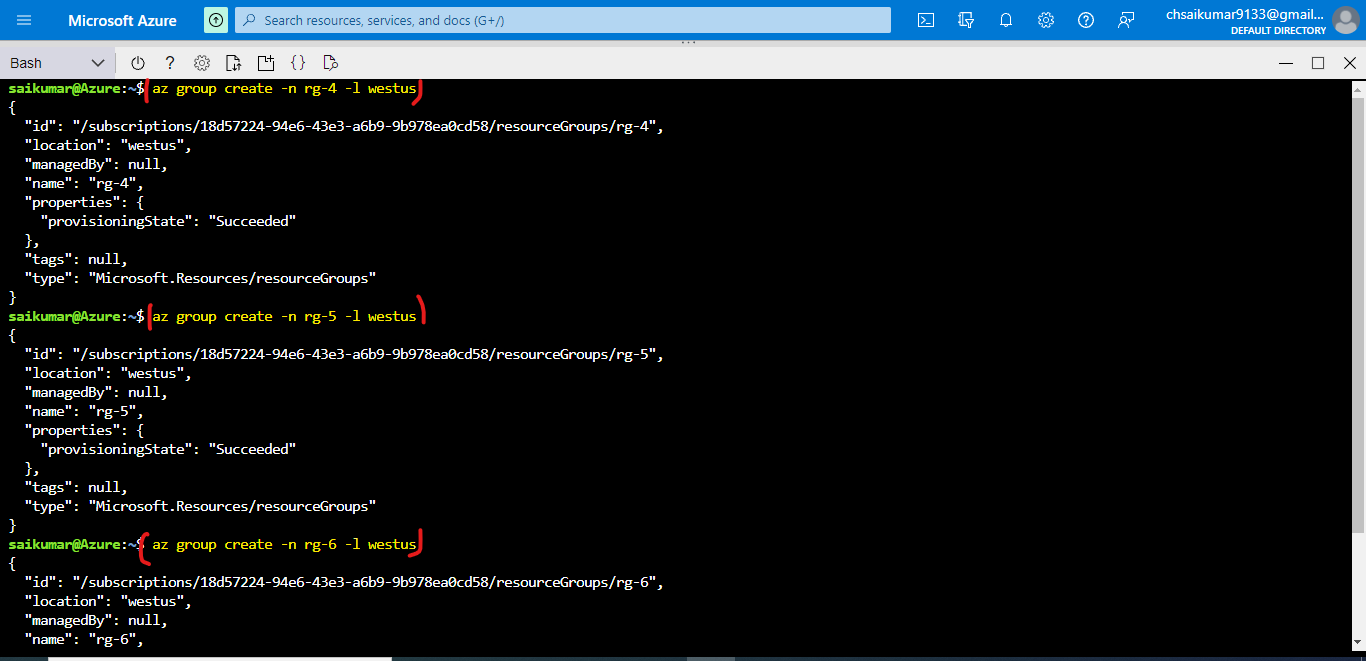 Microsoft Azure
Search resources, services, and docs (G+/)
chsaikumar9133@gmail...
DEFAULT DIRECTORY
Bash
saikumar@Azure:~$ az group create -n rg-4 -l westus
{
  "id": "/subscriptions/18d57224-94e6-43e3-a6b9-9b978ea0cd58/resourceGroups/rg-4",
  "location": "westus",
  "managedBy": null,
  "name": "rg-4",
  "properties": {
    "provisioningState": "Succeeded"
  },
  "tags": null,
  "type": "Microsoft.Resources/resourceGroups"
}
saikumar@Azure:~$ az group create -n rg-5 -l westus
{
  "id": "/subscriptions/18d57224-94e6-43e3-a6b9-9b978ea0cd58/resourceGroups/rg-5",
  "location": "westus",
  "managedBy": null,
  "name": "rg-5",
  "properties": {
    "provisioningState": "Succeeded"
  },
  "tags": null,
  "type": "Microsoft.Resources/resourceGroups"
}
saikumar@Azure:~$ az group create -n rg-6 -l westus
{
  "id": "/subscriptions/18d57224-94e6-43e3-a6b9-9b978ea0cd58/resourceGroups/rg-6",
  "location": "westus",
  "managedBy": null,
  "name": "rg-6",